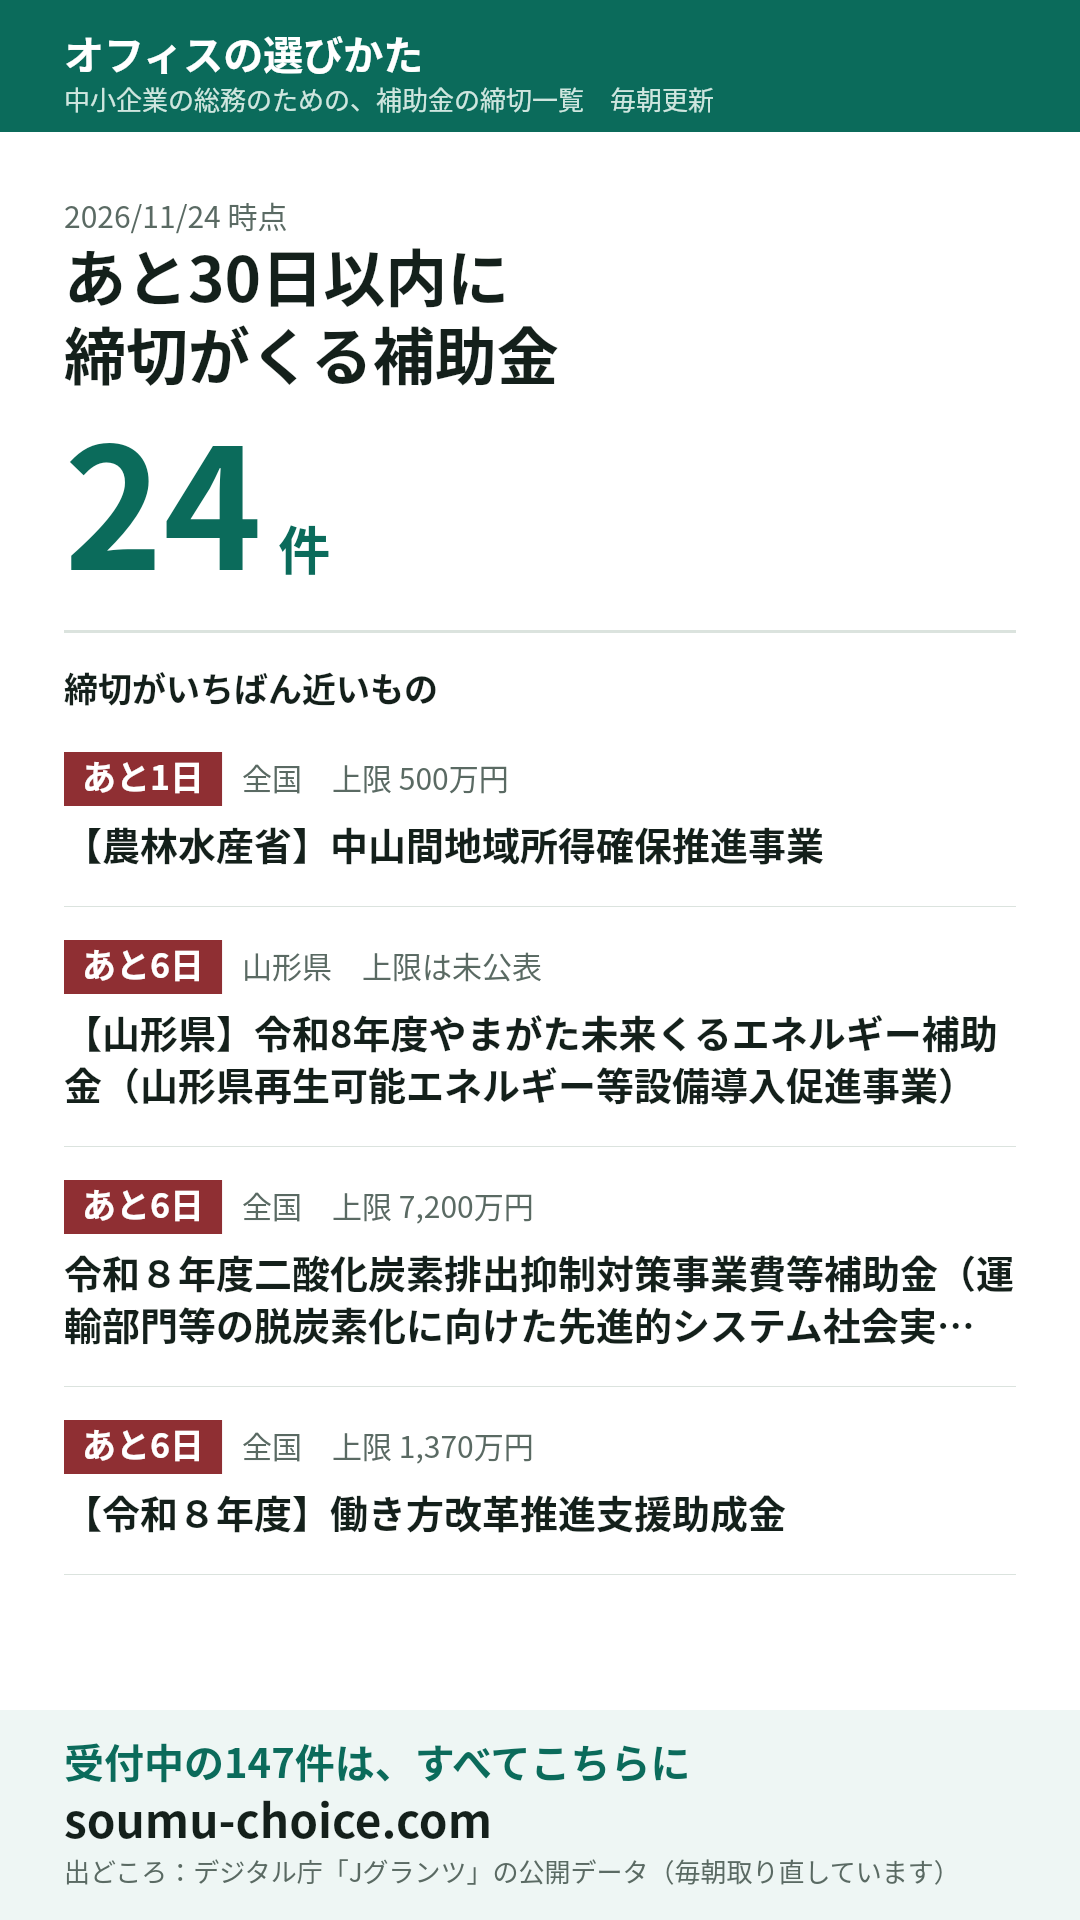 オフィスの選びかた
中小企業の総務のための、補助金の締切一覧　毎朝更新
2026/11/24 時点
あと30日以内に
締切がくる補助金
24 件
締切がいちばん近いもの
あと1日　全国　上限 500万円
【農林水産省】中山間地域所得確保推進事業
あと6日　山形県　上限は未公表
【山形県】令和8年度やまがた未来くるエネルギー補助
金（山形県再生可能エネルギー等設備導入促進事業）
あと6日　全国　上限 7,200万円
令和８年度二酸化炭素排出抑制対策事業費等補助金（運
輸部門等の脱炭素化に向けた先進的システム社会実…
あと6日　全国　上限 1,370万円
【令和８年度】働き方改革推進支援助成金
受付中の147件は、すべてこちらに
soumu-choice.com
出どころ：デジタル庁「Jグランツ」の公開データ（毎朝取り直しています）